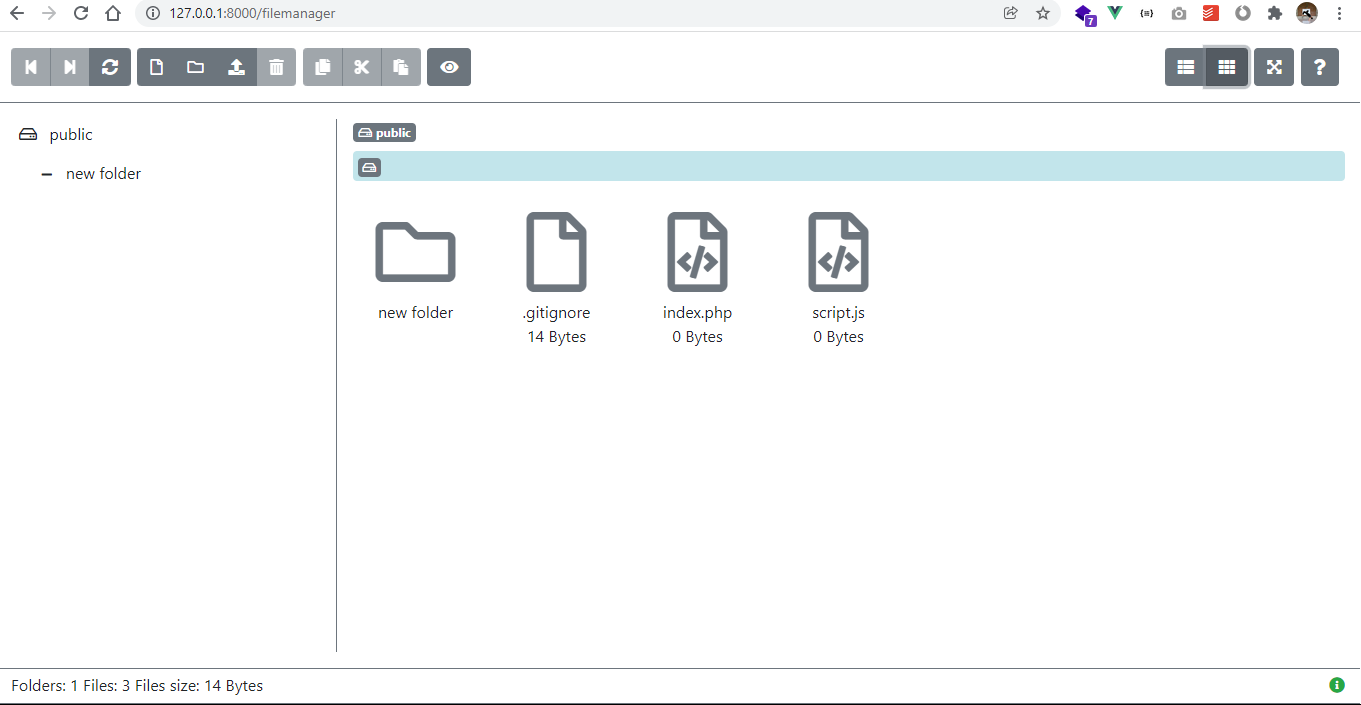 127.0.0.1:8000/filemanager
7
?
public
new folder
public
new folder
.gitignore
14 Bytes
index.php
0 Bytes
script.js
0 Bytes
Folders: 1 Files: 3 Files size: 14 Bytes